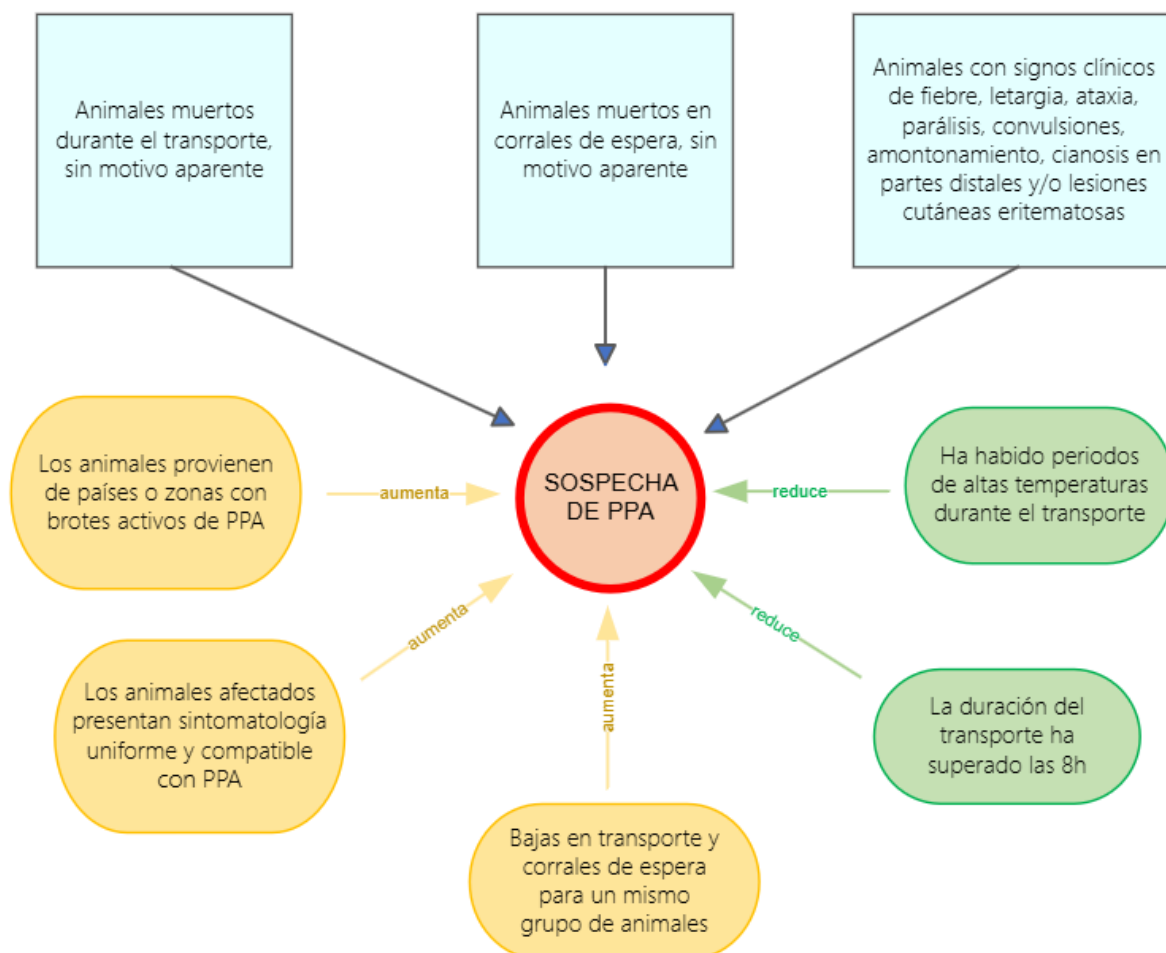 Animales muertos
durante el transporte,
sin motivo aparente
Animales muertos en
corrales de espera, sin
motivo aparente
Animales con signos clínicos
de fiebre, letargia, ataxia,
parálisis, convulsiones,
amontonamiento, cianosis en
partes distales y/o lesiones
cutáneas eritematosas
Los animales provienen
de países o zonas con
brotes activos de PPA
aumenta
SOSPECHA
DE PPA
reduce
Ha habido periodos
de altas temperaturas
durante el transporte
Los animales afectados
presentan sintomatología
uniforme y compatible
con PPA
aumenta
aumenta
reduce
La duración del
transporte ha
superado las 8h
Bajas en transporte y
corrales de espera
para un mismo
grupo de animales